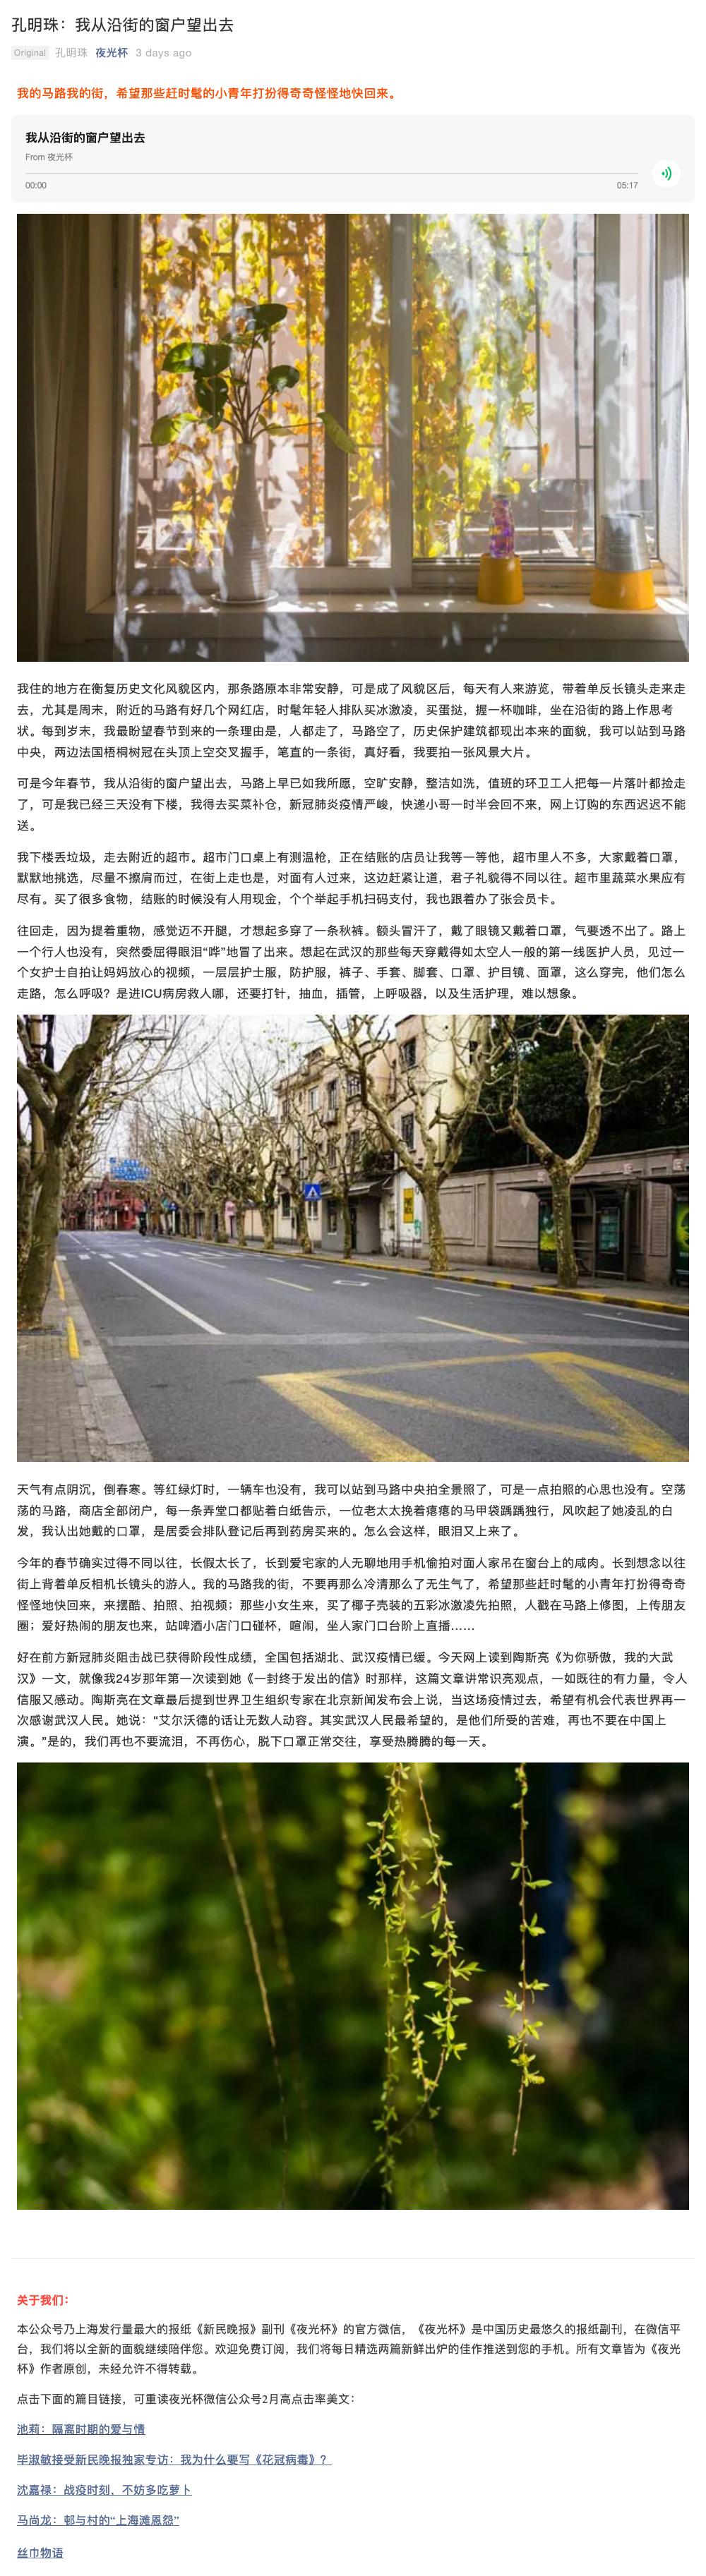 孔明珠：我从沿街的窗户望出去
Original 孔明珠 夜光杯 3 days ago
我的马路我的街，希望那些赶时髦的小青年打扮得奇奇怪怪地快回来。
我从沿街的窗户望出去
From 夜光杯
00:00 05:17
我住的地方在衡复历史文化风貌区内，那条路原本非常安静，可是成了风貌区后，每天有人来游览，带着单反长镜头走来走
去，尤其是周末，附近的马路有好几个网红店，时髦年轻人排队买冰激凌，买蛋挞，握一杯咖啡，坐在沿街的路上作思考
状。每到岁末，我最盼望春节到来的一条理由是，人都走了，马路空了，历史保护建筑都现出本来的面貌，我可以站到马路
中央，两边法国梧桐树冠在头顶上空交叉握手，笔直的一条街，真好看，我要拍一张风景大片。
可是今年春节，我从沿街的窗户望出去，马路上早已如我所愿，空旷安静，整洁如洗，值班的环卫工人把每一片落叶都捡走
了，可是我已经三天没有下楼，我得去买菜补仓，新冠肺炎疫情严峻，快递小哥一时半会回不来，网上订购的东西迟迟不能
送。
我下楼丢垃圾，走去附近的超市。超市门口桌上有测温枪，正在结账的店员让我等一等他，超市里人不多，大家戴着口罩，
默默地挑选，尽量不擦肩而过，在街上走也是，对面有人过来，这边赶紧让道，君子礼貌得不同以往。超市里蔬菜水果应有
尽有。买了很多食物，结账的时候没有人用现金，个个举起手机扫码支付，我也跟着办了张会员卡。
往回走，因为提着重物，感觉迈不开腿，才想起多穿了一条秋裤。额头冒汗了，戴了眼镜又戴着口罩，气要透不出了。路上
一个行人也没有，突然委屈得眼泪“哗”地冒了出来。想起在武汉的那些每天穿戴得如太空人一般的第一线医护人员，见过一
个女护士自拍让妈妈放心的视频，一层层护士服，防护服，裤子、手套、脚套、口罩、护目镜、面罩，这么穿完，他们怎么
走路，怎么呼吸？是进ICU病房救人哪，还要打针，抽血，插管，上呼吸器，以及生活护理，难以想象。
天气有点阴沉，倒春寒。等红绿灯时，一辆车也没有，我可以站到马路中央拍全景照了，可是一点拍照的心思也没有。空荡
荡的马路，商店全部闭户，每一条弄堂口都贴着白纸告示，一位老太太挽着瘪瘪的马甲袋踽踽独行，风吹起了她凌乱的白
发，我认出她戴的口罩，是居委会排队登记后再到药房买来的。怎么会这样，眼泪又上来了。
今年的春节确实过得不同以往，长假太长了，长到爱宅家的人无聊地用手机偷拍对面人家吊在窗台上的咸肉。长到想念以往
街上背着单反相机长镜头的游人。我的马路我的街，不要再那么冷清那么了无生气了，希望那些赶时髦的小青年打扮得奇奇
怪怪地快回来，来摆酷、拍照、拍视频；那些小女生来，买了椰子壳装的五彩冰激凌先拍照，人戳在马路上修图，上传朋友
圈；爱好热闹的朋友也来，站啤酒小店门口碰杯，喧闹，坐人家门口台阶上直播……
好在前方新冠肺炎阻击战已获得阶段性成绩，全国包括湖北、武汉疫情已缓。今天网上读到陶斯亮《为你骄傲，我的大武
汉》一文，就像我24岁那年第一次读到她《一封终于发出的信》时那样，这篇文章讲常识亮观点，一如既往的有力量，令人
信服又感动。陶斯亮在文章最后提到世界卫生组织专家在北京新闻发布会上说，当这场疫情过去，希望有机会代表世界再一
次感谢武汉人民。她说：“艾尔沃德的话让无数人动容。其实武汉人民最希望的，是他们所受的苦难，再也不要在中国上
演。”是的，我们再也不要流泪，不再伤心，脱下口罩正常交往，享受热腾腾的每一天。
关于我们：
本公众号乃上海发行量最大的报纸《新民晚报》副刊《夜光杯》的官方微信，《夜光杯》是中国历史最悠久的报纸副刊，在微信平
台，我们将以全新的面貌继续陪伴您。欢迎免费订阅，我们将每日精选两篇新鲜出炉的佳作推送到您的手机。所有文章皆为《夜光
杯》作者原创，未经允许不得转载。
点击下面的篇目链接，可重读夜光杯微信公众号2月高点击率美文：
池莉：隔离时期的爱与情
毕淑敏接受新民晚报独家专访：我为什么要写《花冠病毒》？
沈嘉禄：战疫时刻，不妨多吃萝卜
马尚龙：邨与村的“上海滩恩怨”
丝巾物语